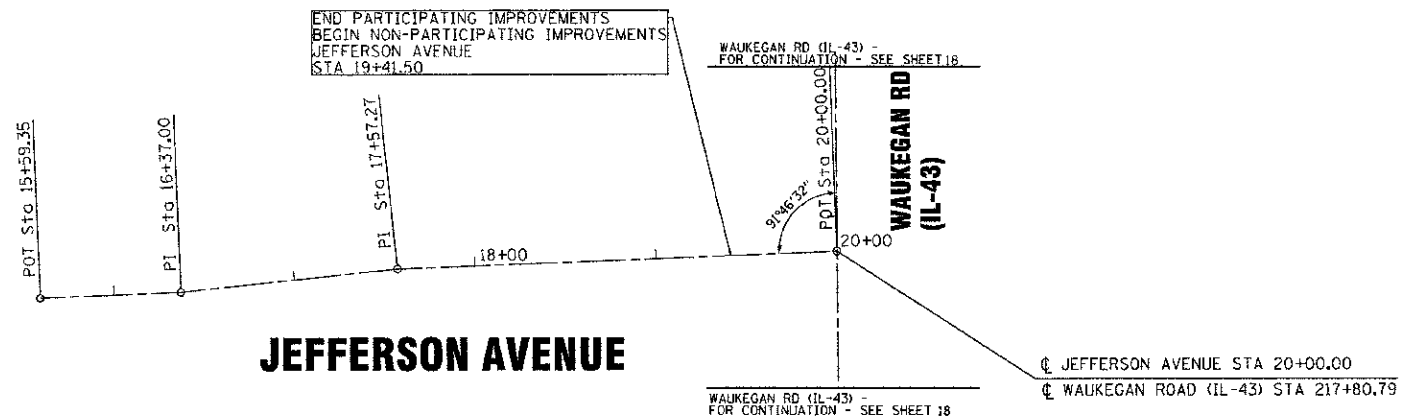 END PARTICIPATING IMPROVEMENTS
BEGIN NON-PARTICIPATING IMPROVEMENTS
JEFFERSON AVENUE
STA 19+41.50
WAUKEGAN RD (IL-43) -
FOR CONTINUATION - SEE SHEET 18
POT Sta 15+59.35
PI Sta 16+37.00
PI Sta 17+57.27
POT Sta 20+00.00
WAUKEGAN RD
(IL-43)
91°46'32"
18+00
20+00
JEFFERSON AVENUE
℄ JEFFERSON AVENUE STA 20+00.00
℄ WAUKEGAN ROAD (IL-43) STA 217+80.79
WAUKEGAN RD (IL-43) -
FOR CONTINUATION - SEE SHEET 18